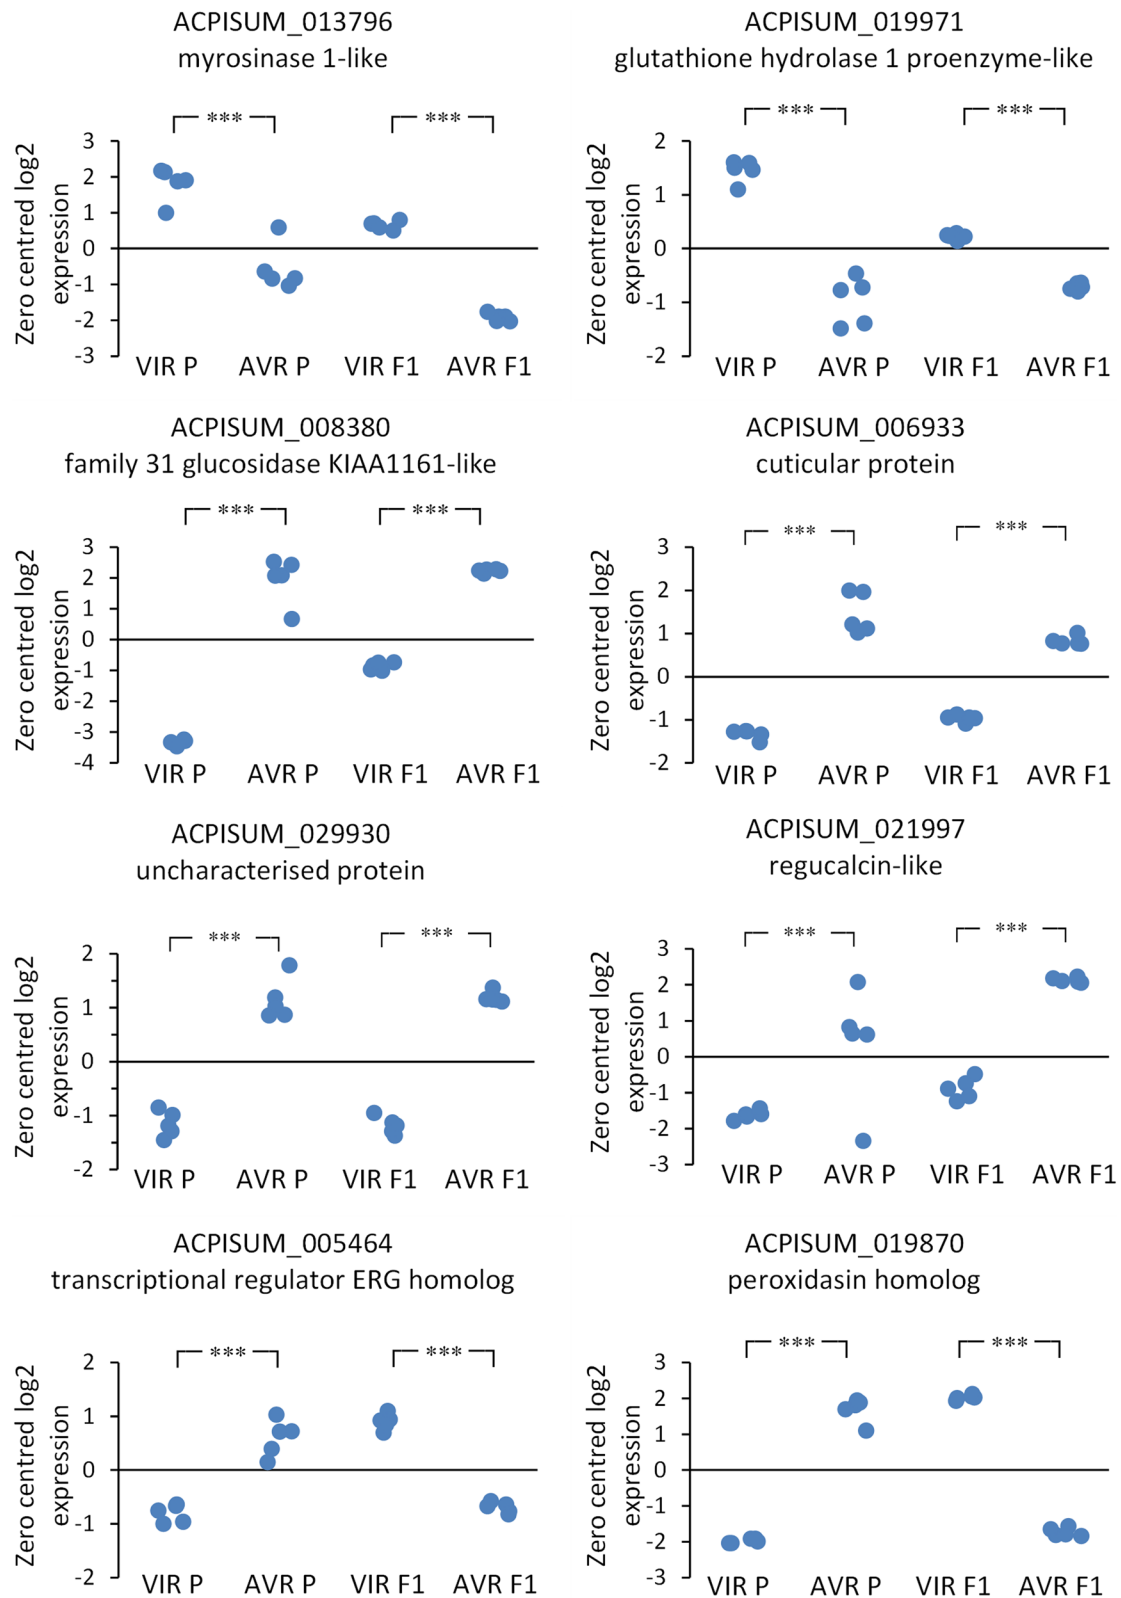 ACPISUM_013796
myrosinase 1-like
***
***
Zero centred log2
expression
3
2
1
0
-1
-2
-3
VIR P
AVR P
VIR F1
AVR F1
ACPISUM_019971
glutathione hydrolase 1 proenzyme-like
***
***
Zero centred log2
expression
2
1
0
-1
-2
VIR P
AVR P
VIR F1
AVR F1
ACPISUM_008380
family 31 glucosidase KIAA1161-like
***
***
Zero centred log2
expression
3
2
1
0
-1
-2
-3
-4
VIR P
AVR P
VIR F1
AVR F1
ACPISUM_006933
cuticular protein
***
***
Zero centred log2
expression
3
2
1
0
-1
-2
VIR P
AVR P
VIR F1
AVR F1
ACPISUM_029930
uncharacterised protein
***
***
Zero centred log2
expression
2
1
0
-1
-2
VIR P
AVR P
VIR F1
AVR F1
ACPISUM_021997
regucalcin-like
***
***
Zero centred log2
expression
3
2
1
0
-1
-2
-3
VIR P
AVR P
VIR F1
AVR F1
ACPISUM_005464
transcriptional regulator ERG homolog
***
***
Zero centred log2
expression
2
1
0
-1
-2
VIR P
AVR P
VIR F1
AVR F1
ACPISUM_019870
peroxidasin homolog
***
***
Zero centred log2
expression
3
2
1
0
-1
-2
-3
VIR P
AVR P
VIR F1
AVR F1